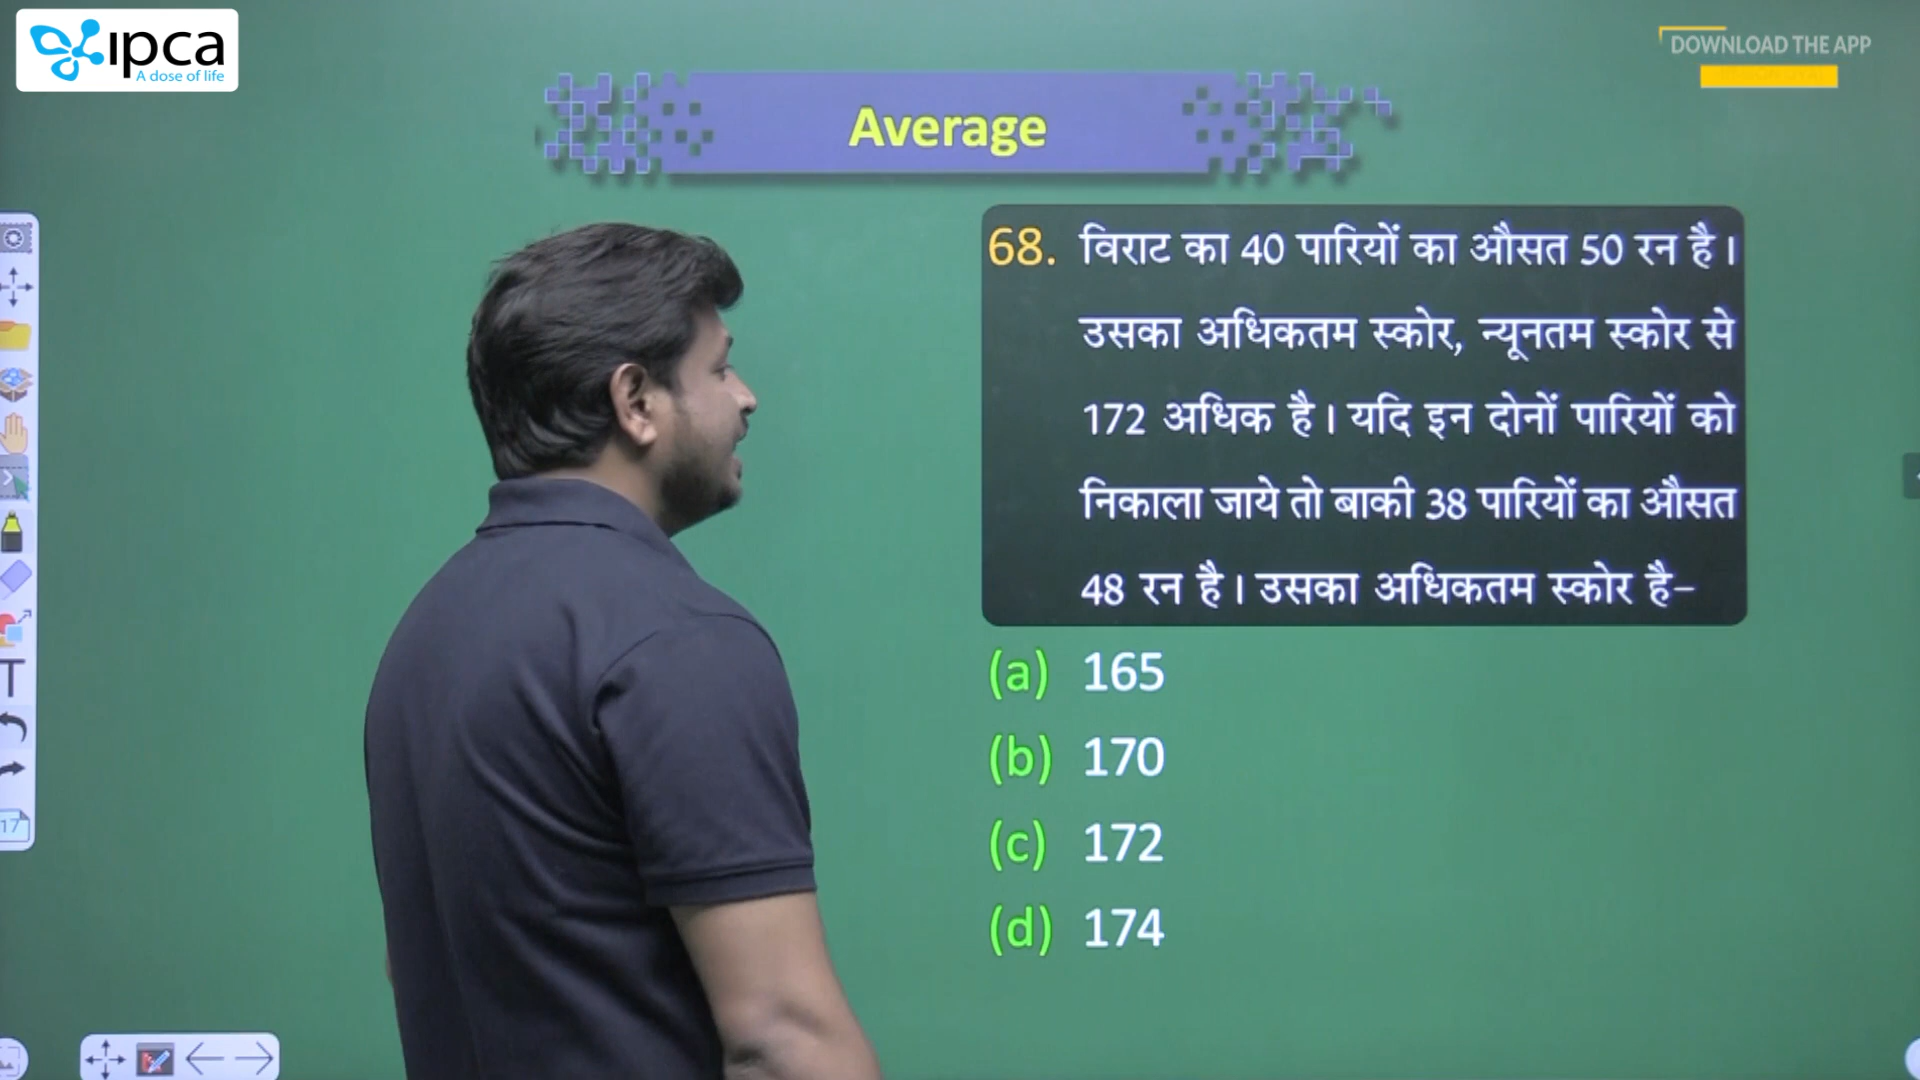 ipca
A dose of life
DOWNLOAD THE APP
Average
68. विराट का 40 पारियों का औसत 50 रन है।
उसका अधिकतम स्कोर, न्यूनतम स्कोर से
172 अधिक है। यदि इन दोनों पारियों को
निकाला जाये तो बाकी 38 पारियों का औसत
48 रन है। उसका अधिकतम स्कोर है–
(a) 165
(b) 170
(c) 172
(d) 174
T
17